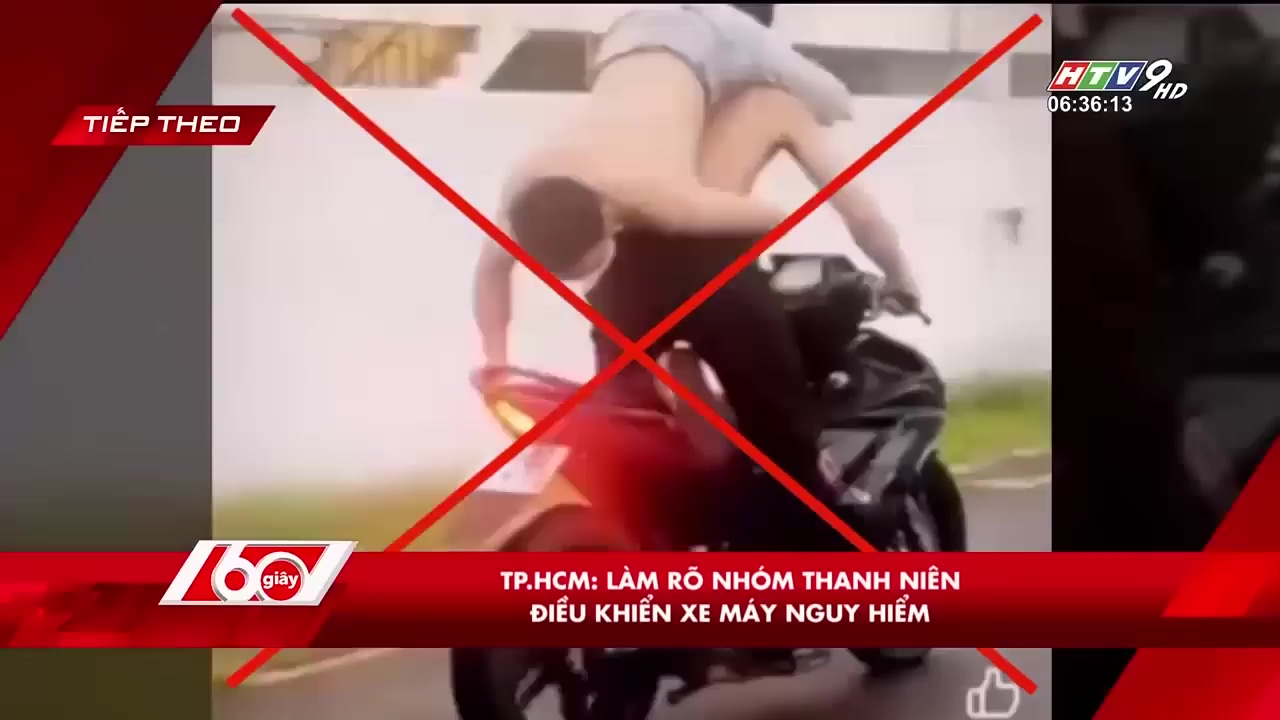 TIẾP THEO
HTV9 HD
06:36:13
60 giây
TP.HCM: LÀM RÕ NHÓM THANH NIÊN
ĐIỀU KHIỂN XE MÁY NGUY HIỂM